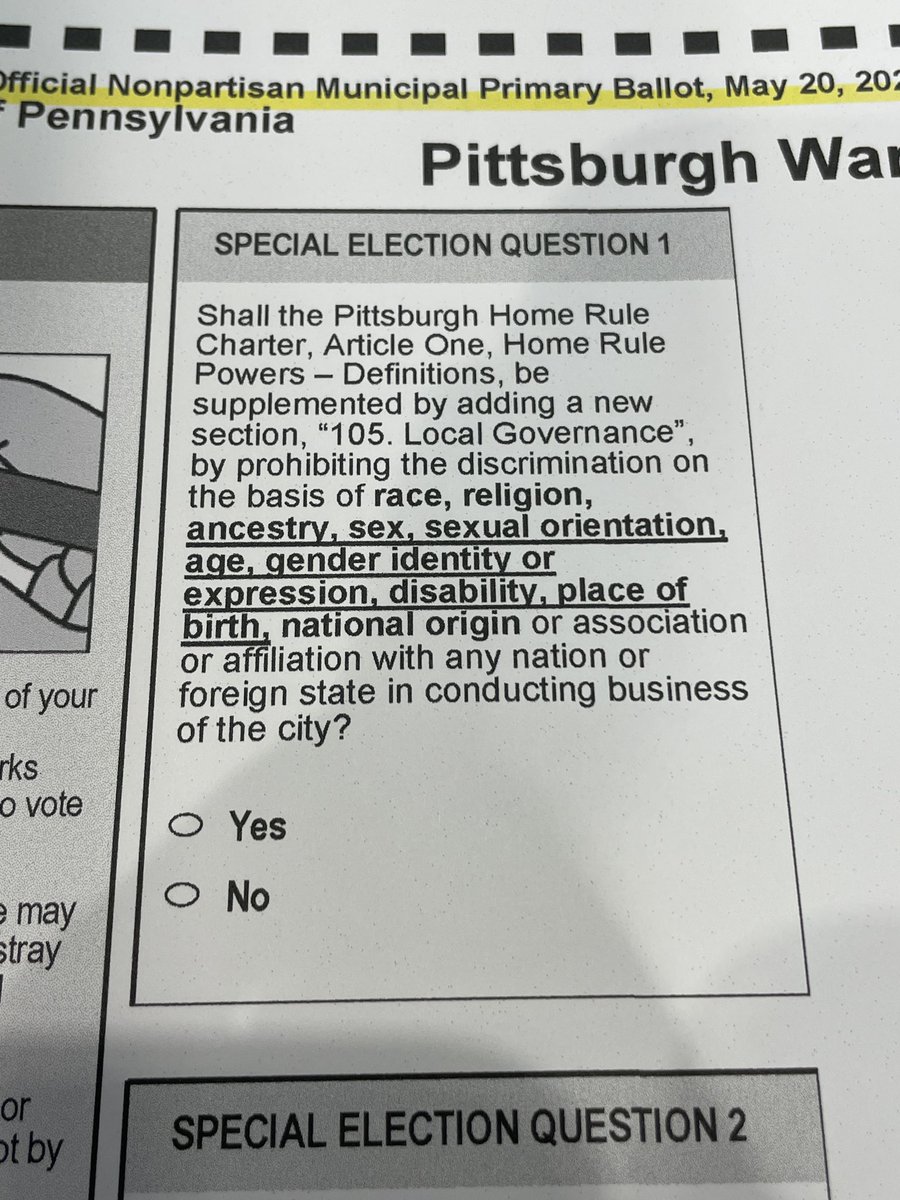 Official Nonpartisan Municipal Primary Ballot, May 20,
Pennsylvania
Pittsburgh
SPECIAL ELECTION QUESTION 1
Shall the Pittsburgh Home Rule
Charter, Article One, Home Rule
Powers – Definitions, be
supplemented by adding a new
section, “105. Local Governance”,
by prohibiting the discrimination on
the basis of race, religion,
ancestry, sex, sexual orientation,
age, gender identity or
expression, disability, place of
birth, national origin or association
or affiliation with any nation or
foreign state in conducting business
of the city?
Yes
No
of your
vote
may
stray
or
by
SPECIAL ELECTION QUESTION 2